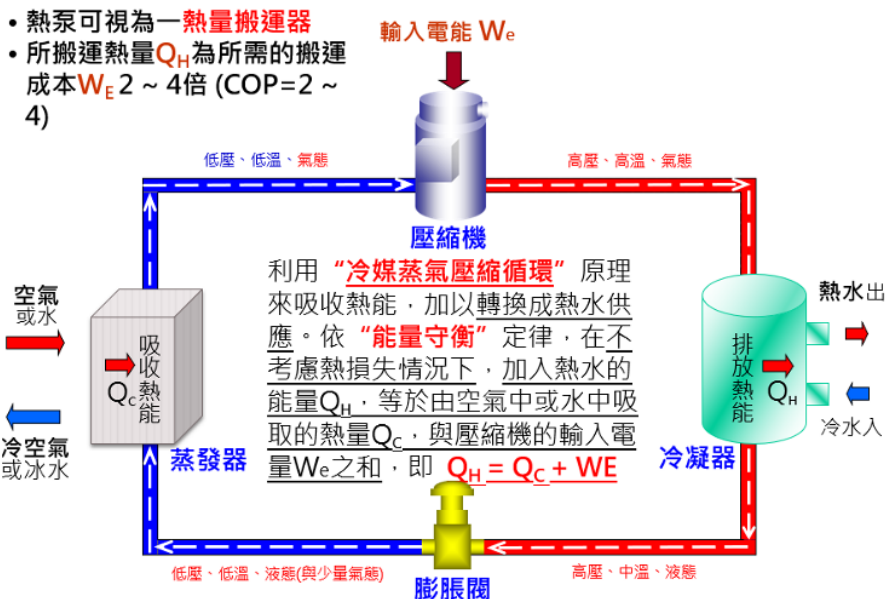 • 熱泵可視為一熱量搬運器
• 所搬運熱量QH為所需的搬運
成本WE 2 ~ 4倍 (COP=2 ~
4)
輸入電能 We
低壓、低溫、氣態
高壓、高溫、氣態
壓縮機
利用“冷媒蒸氣壓縮循環”原理
來吸收熱能，加以轉換成熱水供
應。依“能量守衡”定律，在不
考慮熱損失情況下，加入熱水的
能量QH，等於由空氣中或水中吸
取的熱量QC，與壓縮機的輸入電
量We之和，即 QH = QC + WE
空氣
或水
吸收熱能
Qc
冷空氣
或冰水
蒸發器
熱水出
排放熱能
QH
冷水入
冷凝器
低壓、低溫、液態(與少量氣態)
膨脹閥
高壓、中溫、液態